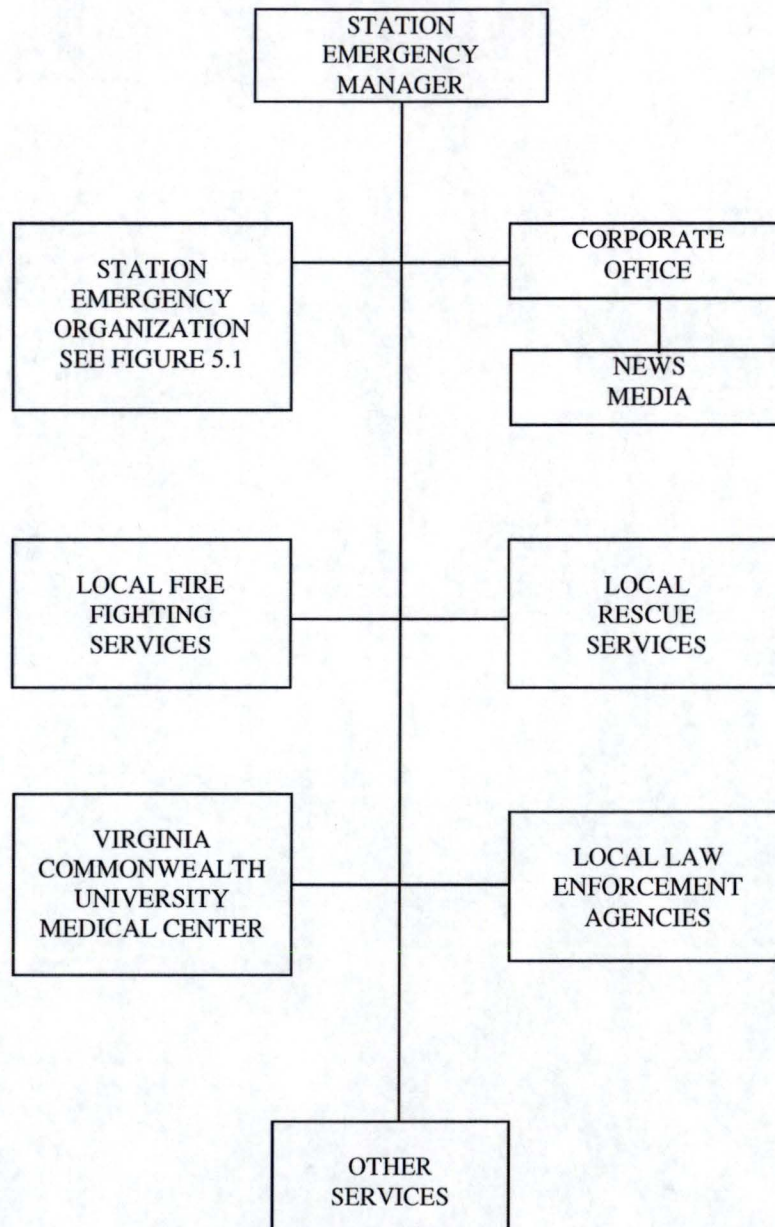 STATION
EMERGENCY
MANAGER
STATION
EMERGENCY
ORGANIZATION
SEE FIGURE 5.1
CORPORATE
OFFICE
NEWS
MEDIA
LOCAL FIRE
FIGHTING
SERVICES
LOCAL
RESCUE
SERVICES
VIRGINIA
COMMONWEALTH
UNIVERSITY
MEDICAL CENTER
LOCAL LAW
ENFORCEMENT
AGENCIES
OTHER
SERVICES